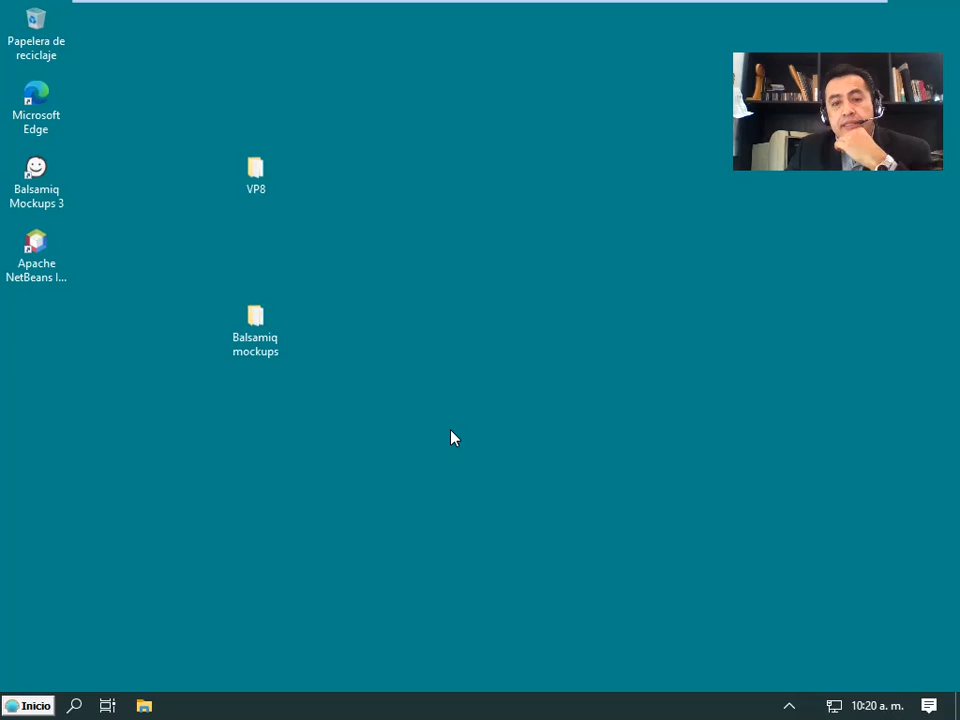 Papelera de
reciclaje
Microsoft
Edge
Balsamiq
Mockups 3
Apache
NetBeans I...
VP8
Balsamiq
mockups
Inicio
10:20 a. m.